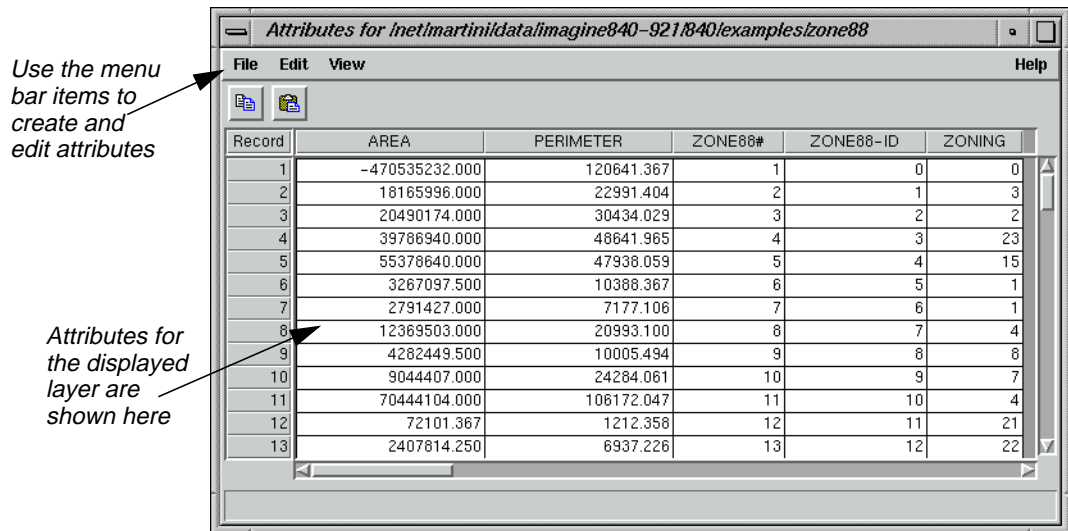 Attributes for /net/martini/data/imagine840-921/840/examples/zone88
File Edit View Help
Use the menu
bar items to
create and
edit attributes
Record AREA PERIMETER ZONE88# ZONE88-ID ZONING
1 -470535232.000 120641.367 1 0 0
2 18165996.000 22991.404 2 1 3
3 20490174.000 30434.029 3 2 2
4 39786940.000 48641.965 4 3 23
5 55378640.000 47938.059 5 4 15
6 3267097.500 10388.367 6 5 1
7 2791427.000 7177.106 7 6 1
8 12369503.000 20993.100 8 7 4
9 4282449.500 10005.494 9 8 8
10 9044407.000 24284.061 10 9 7
11 70444104.000 106172.047 11 10 4
12 72101.367 1212.358 12 11 21
13 2407814.250 6937.226 13 12 22
Attributes for
the displayed
layer are
shown here